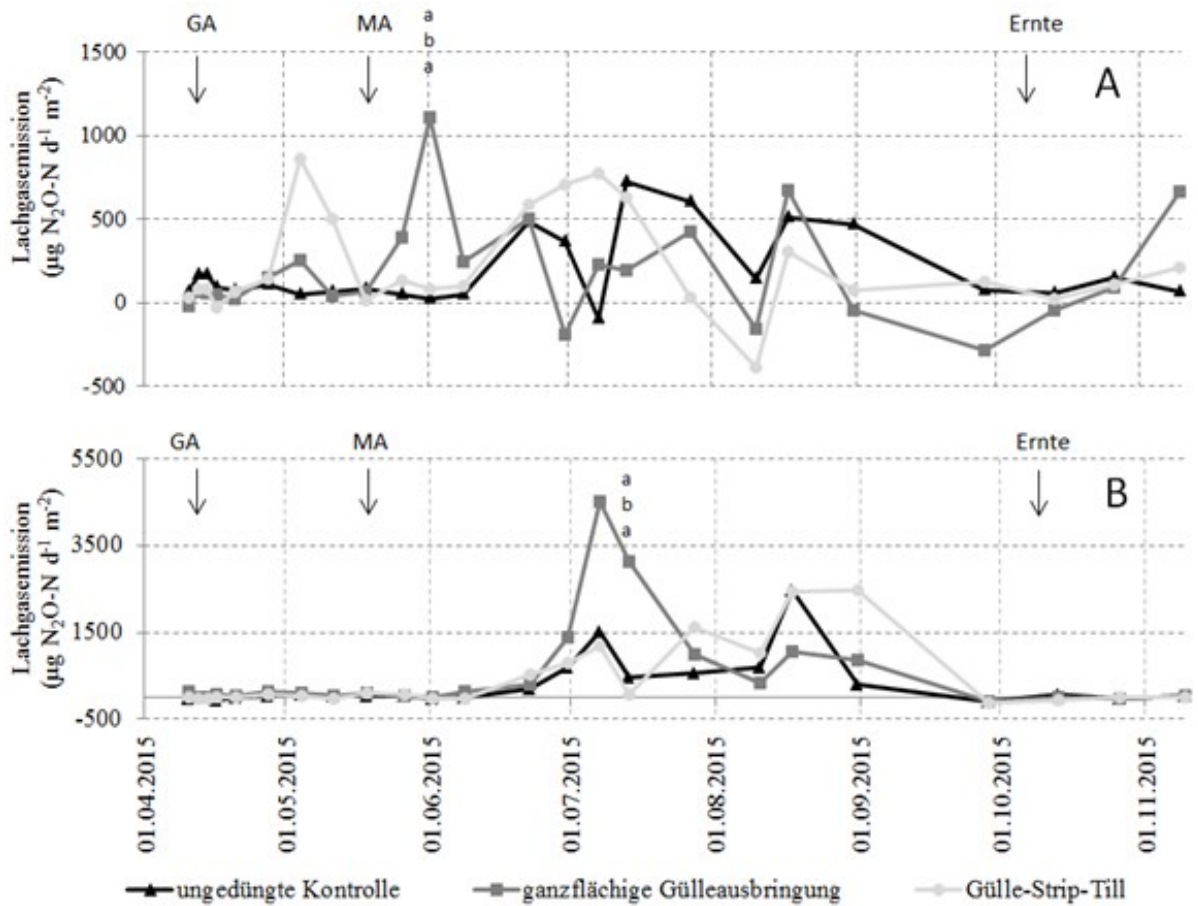 GA MA a Ernte
b
a
A
1500
1000
500
0
-500
Lachgasemission
(µg N₂O-N d⁻¹ m⁻²)
GA MA Ernte
B
a
b
a
5500
3500
1500
-500
Lachgasemission
(µg N₂O-N d⁻¹ m⁻²)
01.04.2015
01.05.2015
01.06.2015
01.07.2015
01.08.2015
01.09.2015
01.10.2015
01.11.2015
ungedüngte Kontrolle ganzflächige Gülleausbringung Gülle-Strip-Till